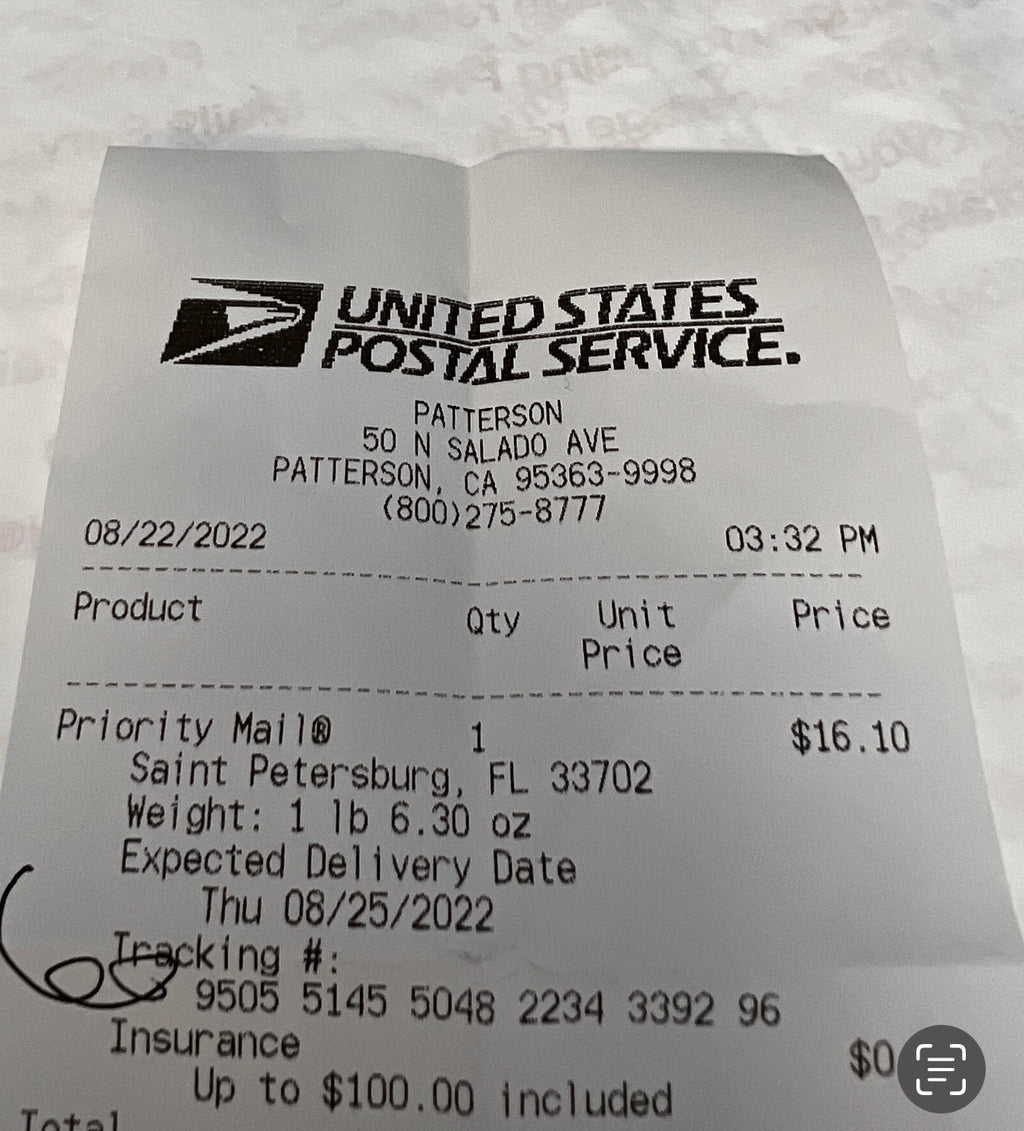 UNITED STATES
POSTAL SERVICE.
PATTERSON
50 N SALADO AVE
PATTERSON, CA 95363-9998
(800)275-8777
08/22/2022 03:32 PM
Product Qty Unit Price
Price
Priority Mail® 1 $16.10
Saint Petersburg, FL 33702
Weight: 1 lb 6.30 oz
Expected Delivery Date
Thu 08/25/2022
Tracking #:
9505 5145 5048 2234 3392 96
Insurance $0
Up to $100.00 included
Total